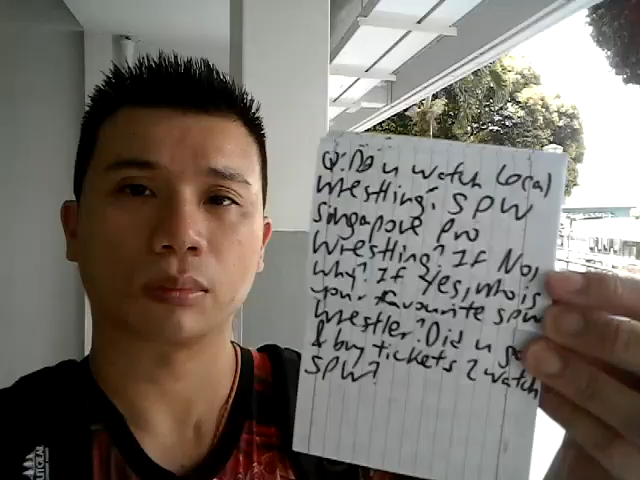 Q: Do u watch local
wrestling? SPW
Singapore Pro
Wrestling? If No,
why? If Yes, who is
your favourite SPW
wrestler? Did u go
& buy tickets 2 watch
SPW?